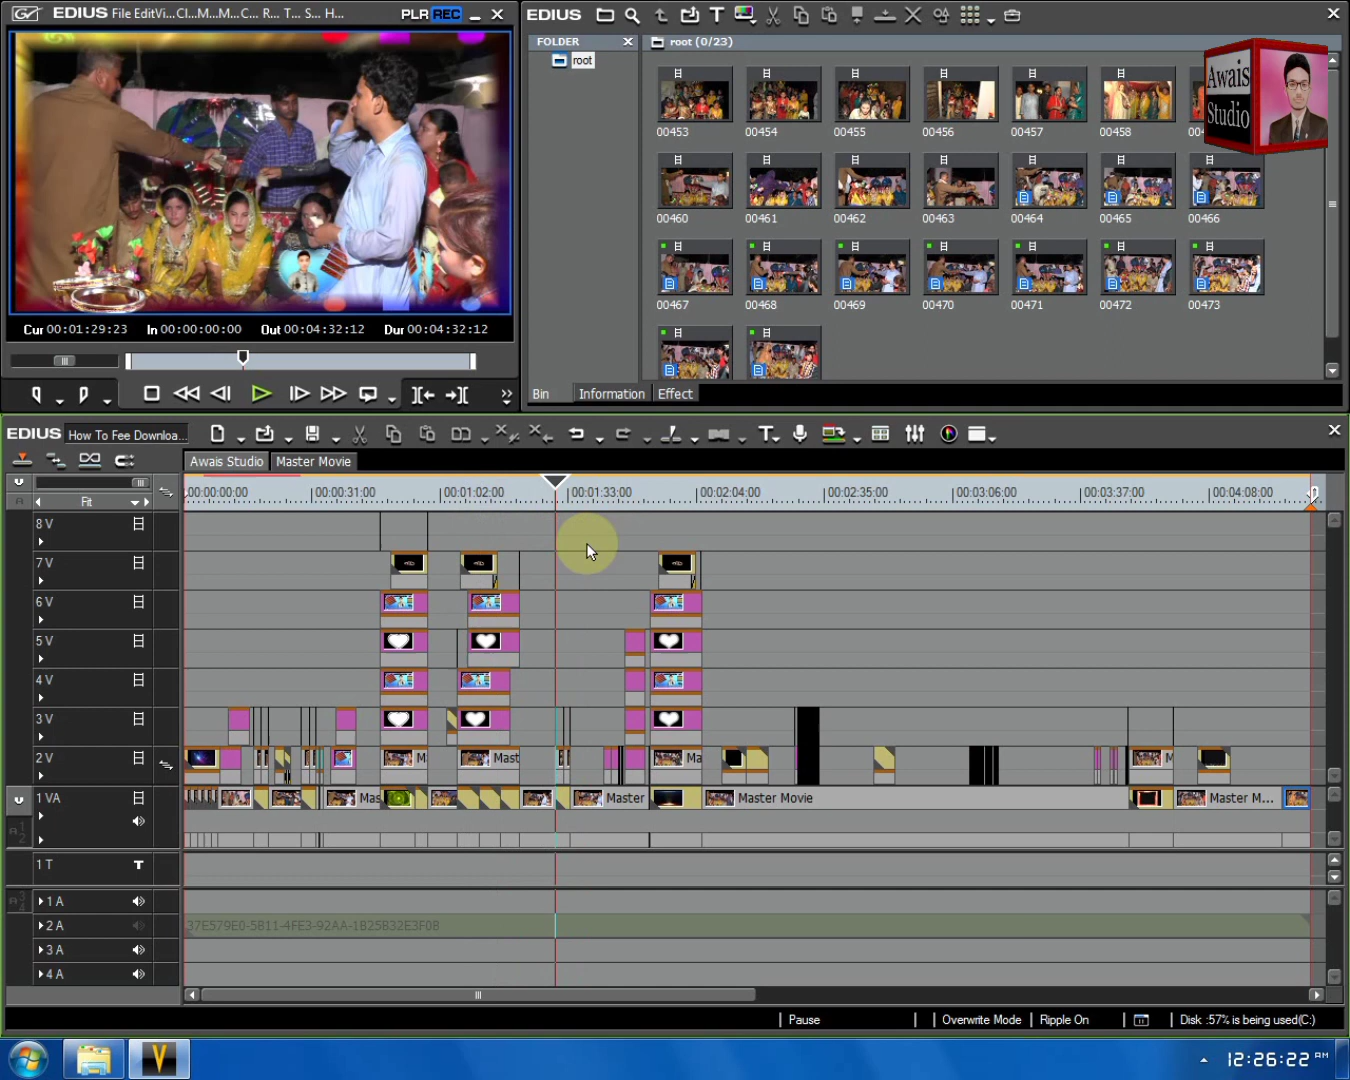 EDIUS File EditVi...Cl...M...M...C... R... T... S... H... PLR REC
EDIUS
FOLDER
root (0/23)
root
Awais
Studio
00453 00454 00455 00456 00457 00458
00460 00461 00462 00463 00464 00465 00466
00467 00468 00469 00470 00471 00472 00473
Cur 00:01:29:23 In 00:00:00:00 Out 00:04:32:12 Dur 00:04:32:12
Bin Information Effect
EDIUS How To Fee Downloa...
Awais Studio Master Movie
Fit
00:00:00:00 00:00:31:00 00:01:02:00 00:01:33:00 00:02:04:00 00:02:35:00 00:03:06:00 00:03:37:00 00:04:08:00
8 V
7 V
6 V
5 V
4 V
3 V
2 V
Mast
1 VA
Master
Master Movie
Master M...
1 T
1 A
2 A
37E579E0-5811-4FE3-92AA-1B25B32E3F0B
3 A
4 A
Pause Overwrite Mode Ripple On Disk :57% is being used(C:)
12:26:22 AM